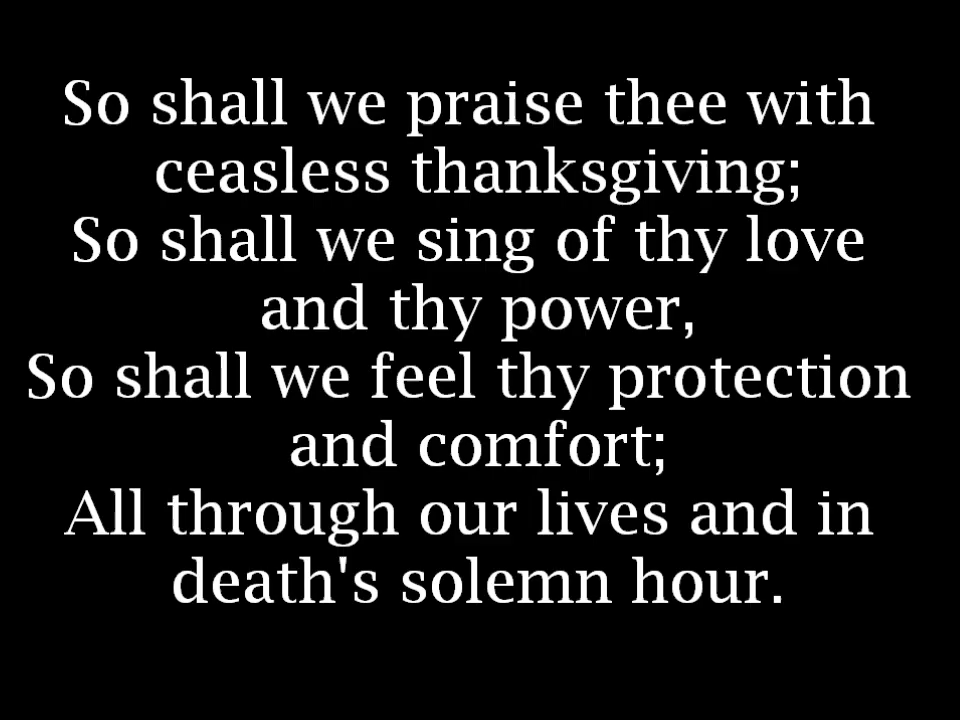 So shall we praise thee with
ceasless thanksgiving;
So shall we sing of thy love
and thy power,
So shall we feel thy protection
and comfort;
All through our lives and in
death's solemn hour.